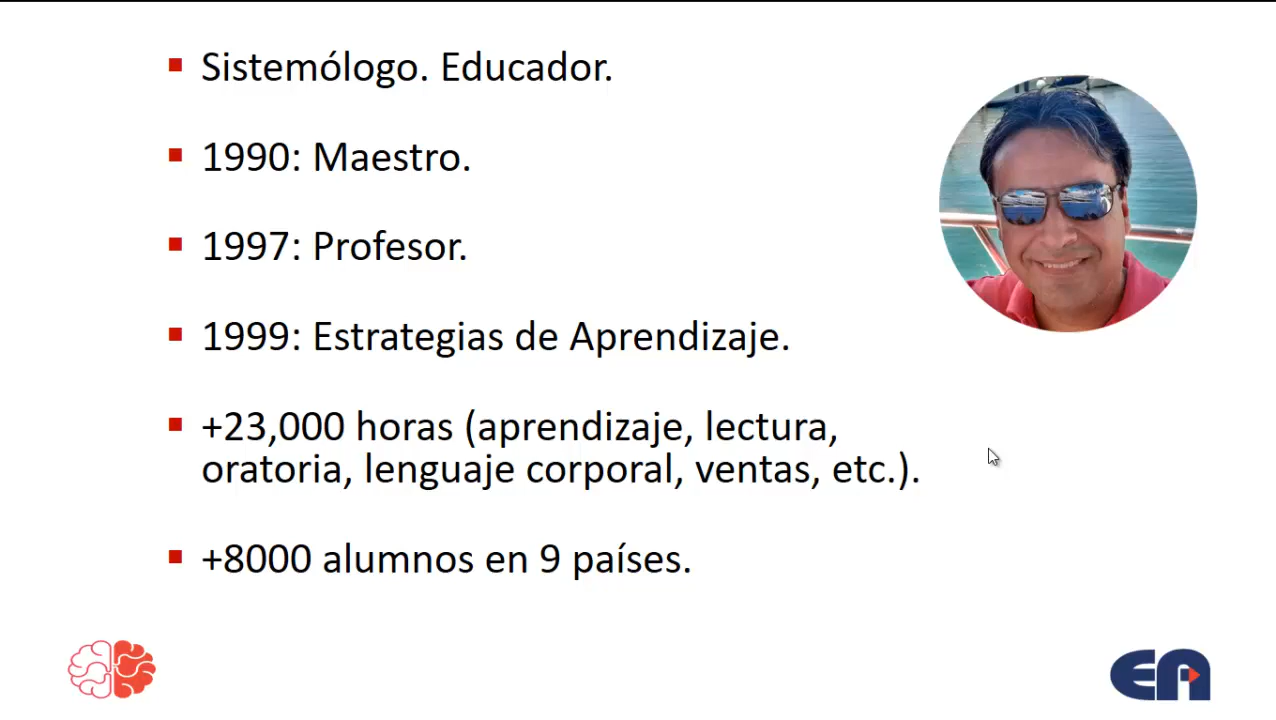 Sistemólogo. Educador.
1990: Maestro.
1997: Profesor.
1999: Estrategias de Aprendizaje.
+23,000 horas (aprendizaje, lectura,
oratoria, lenguaje corporal, ventas, etc.).
+8000 alumnos en 9 países.
EA